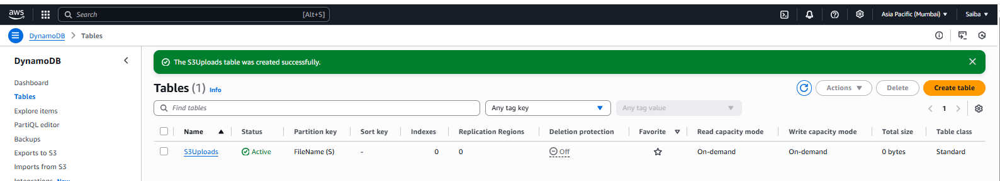 aws Search [Alt+S] Asia Pacific (Mumbai) Saiba
DynamoDB Tables
DynamoDB
Dashboard
Tables
Explore items
PartiQL editor
Backups
Exports to S3
Imports from S3
Integrations New
The S3Uploads table was created successfully.
Tables (1) Info Actions Delete Create table
Find tables Any tag key Any tag value 1
Name Status Partition key Sort key Indexes Replication Regions Deletion protection Favorite Read capacity mode Write capacity mode Total size Table class
S3Uploads Active FileName (S) - 0 0 Off On-demand On-demand 0 bytes Standard